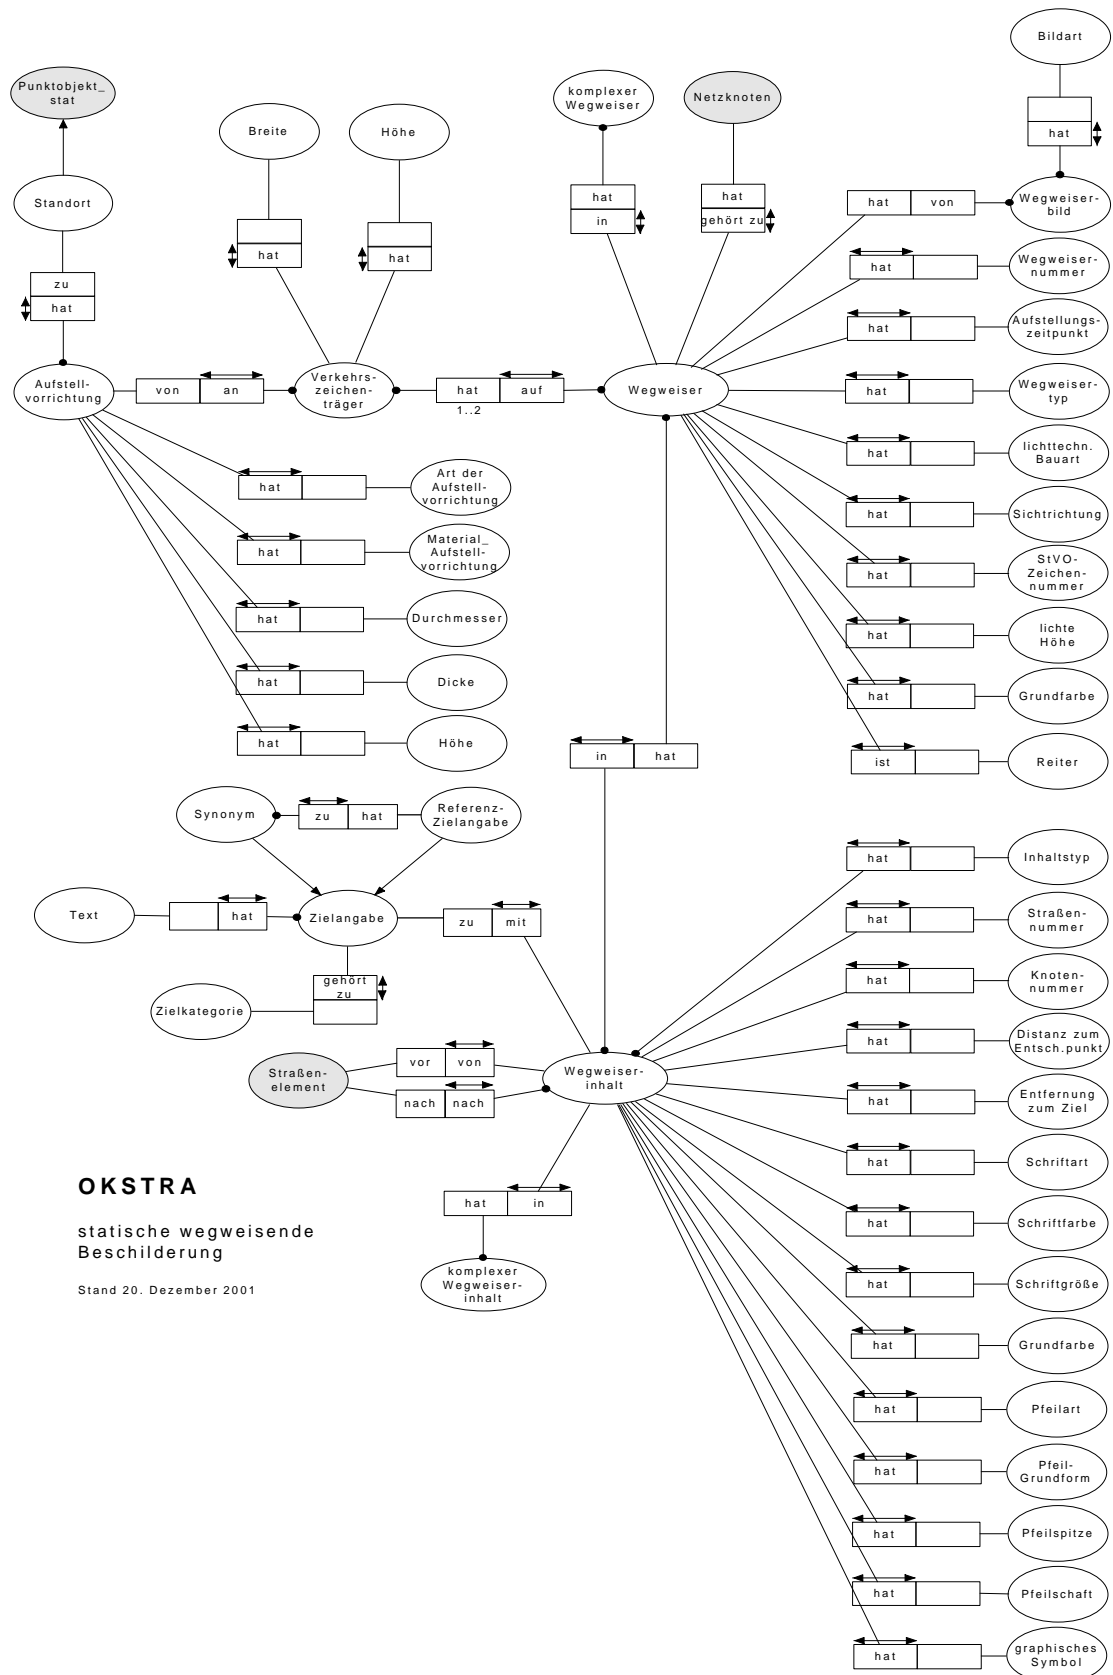 Bildart
Punktobjekt_
stat
komplexer
Wegweiser
Netzknoten
Breite
Höhe
hat
Standort
hat
in
hat
gehört zu
hat
von
Wegweiser-
bild
hat
hat
zu
hat
hat
Wegweiser-
nummer
hat
Aufstellungs-
zeitpunkt
Aufstell-
vorrichtung
von
an
Verkehrs-
zeichen-
träger
hat
auf
1..2
Wegweiser
hat
Wegweiser-
typ
hat
lichttechn.
Bauart
hat
Art der
Aufstell-
vorrichtung
hat
Sichtrichtung
hat
Material_
Aufstell-
vorrichtung
hat
StVO-
Zeichen-
nummer
hat
Durchmesser
hat
lichte
Höhe
hat
Dicke
hat
Grundfarbe
hat
Höhe
in
hat
ist
Reiter
Synonym
zu
hat
Referenz-
Zielangabe
hat
Inhaltstyp
Text
hat
Zielangabe
zu
mit
hat
Straßen-
nummer
gehört
zu
Zielkategorie
hat
Knoten-
nummer
hat
Distanz zum
Entsch.punkt
Straßen-
element
vor
von
nach
nach
Wegweiser-
inhalt
hat
Entfernung
zum Ziel
hat
Schriftart
OKSTRA
statische wegweisende
Beschilderung
Stand 20. Dezember 2001
hat
in
komplexer
Wegweiser-
inhalt
hat
Schriftfarbe
hat
Schriftgröße
hat
Grundfarbe
hat
Pfeilart
hat
Pfeil-
Grundform
hat
Pfeilspitze
hat
Pfeilschaft
hat
graphisches
Symbol